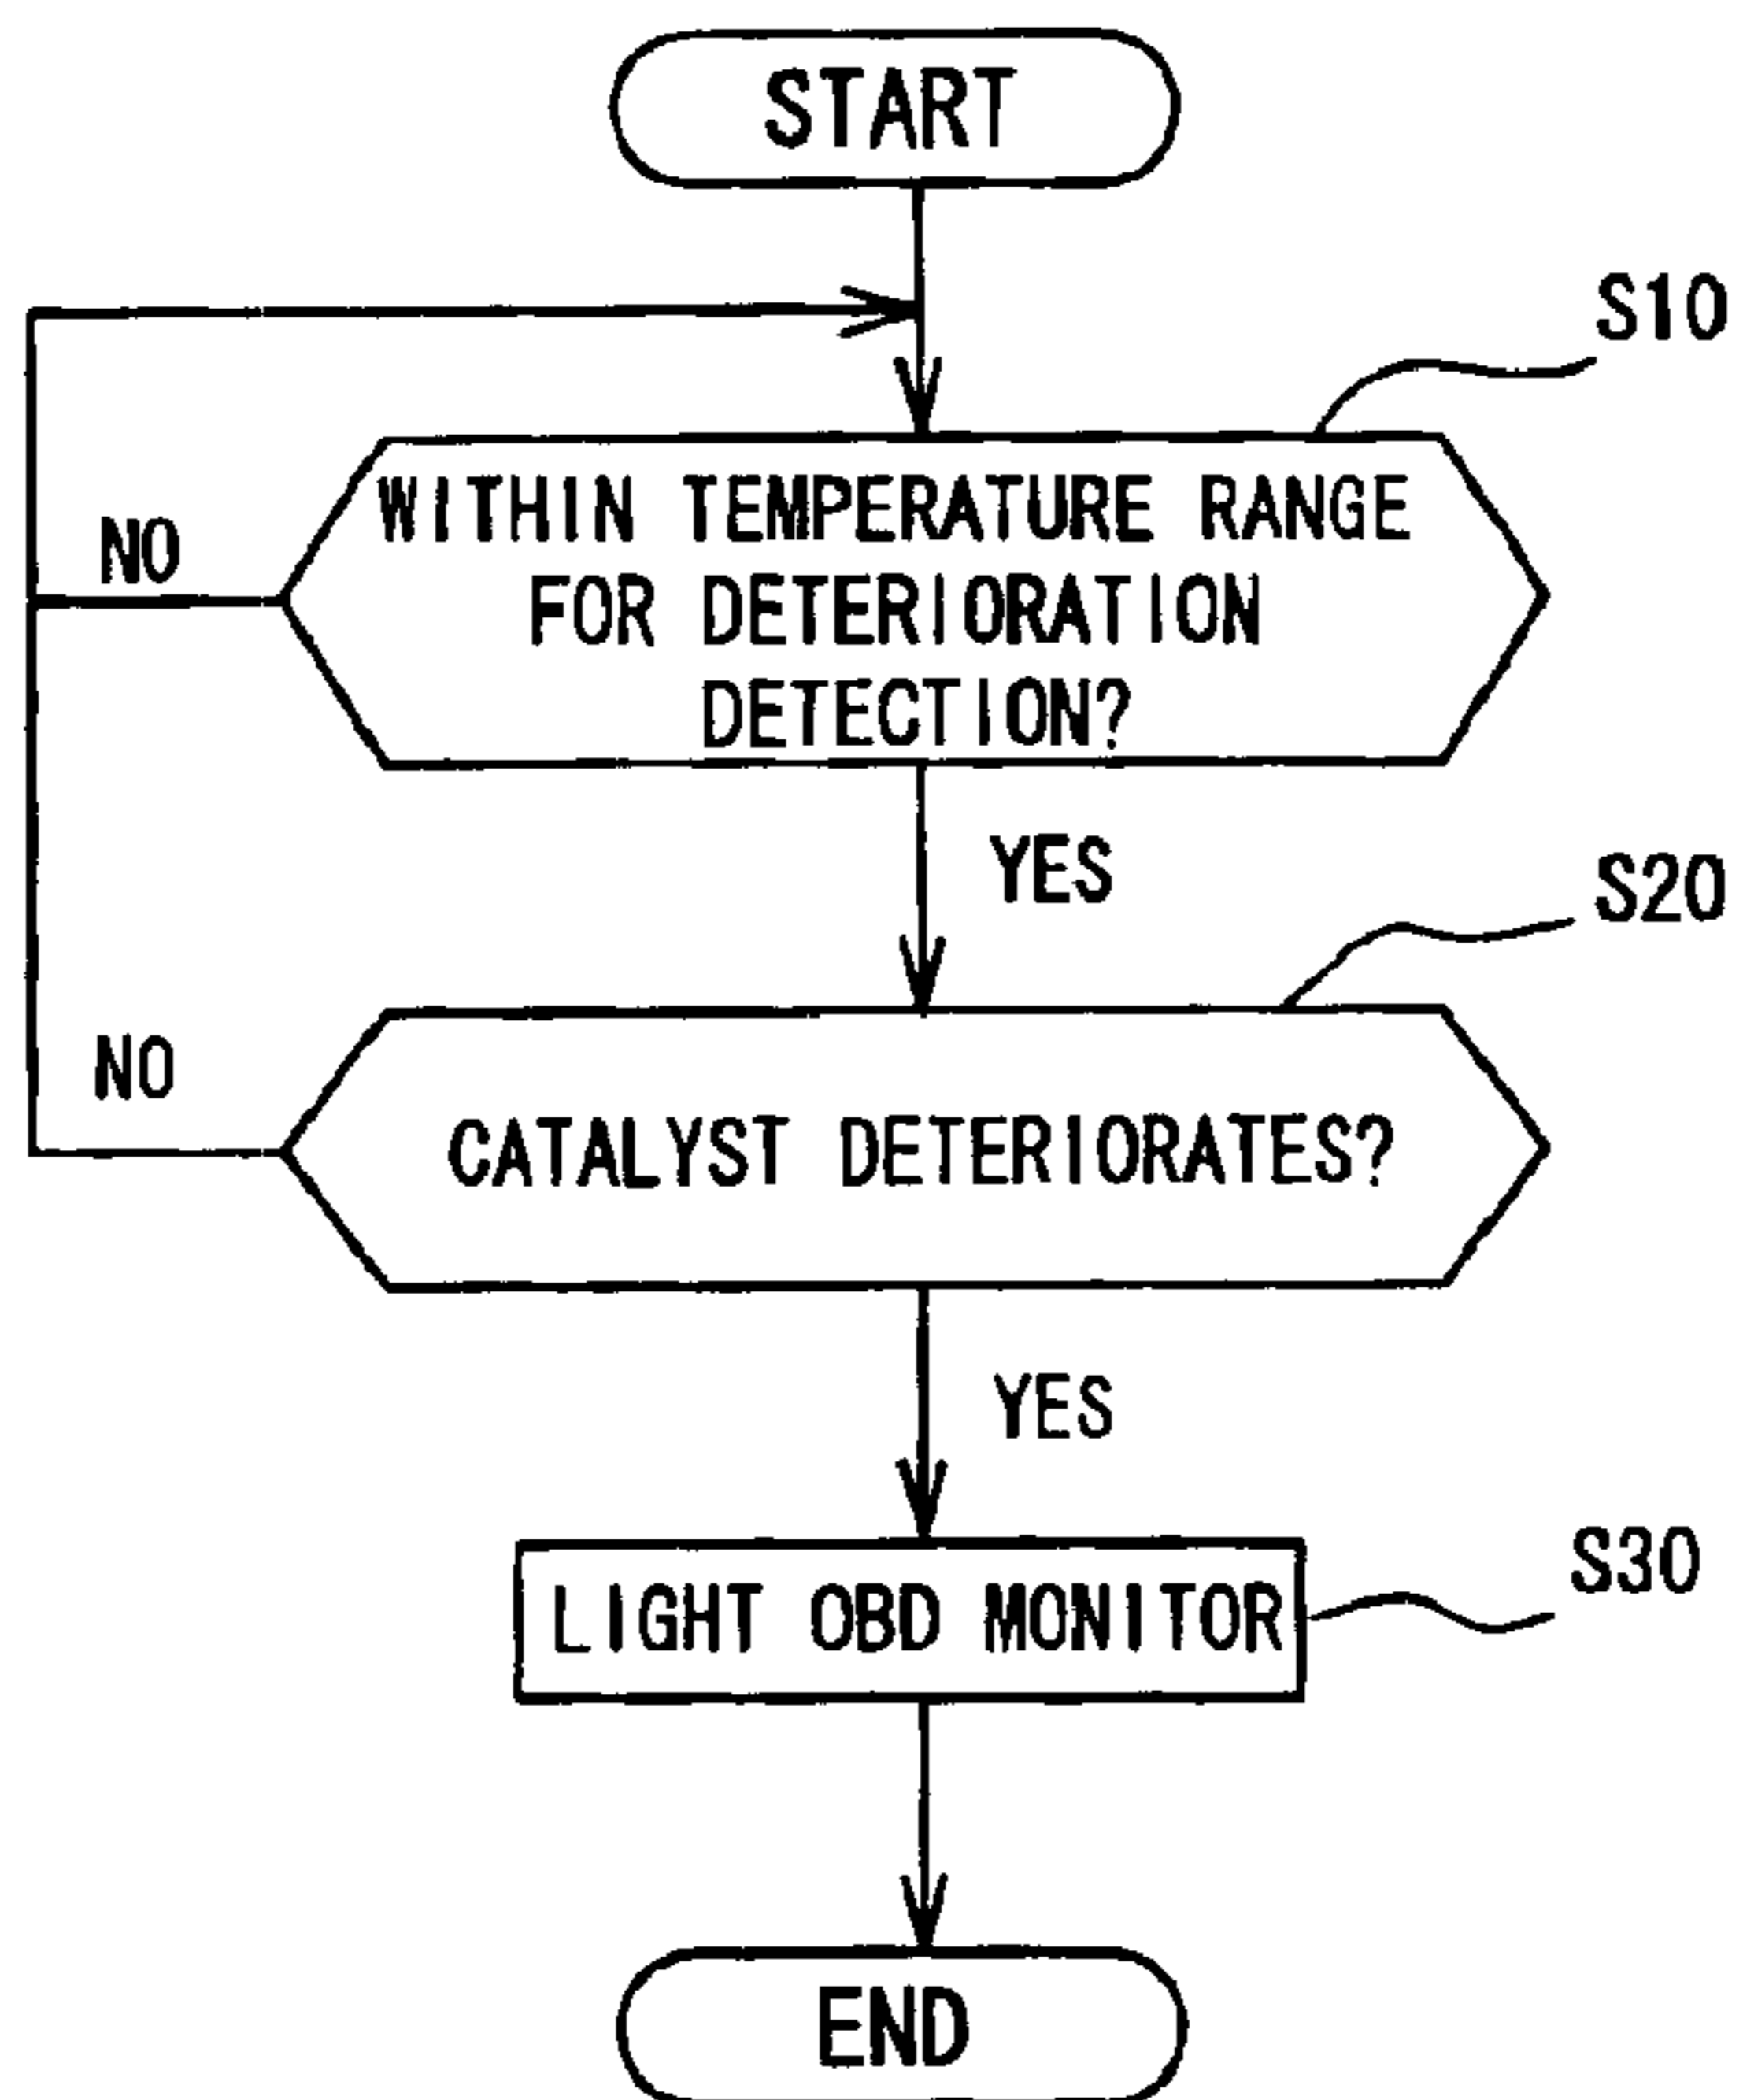 START
S10
WITHIN TEMPERATURE RANGE
FOR DETERIORATION
DETECTION?
NO
YES
S20
NO
CATALYST DETERIORATES?
YES
S30
LIGHT OBD MONITOR
END